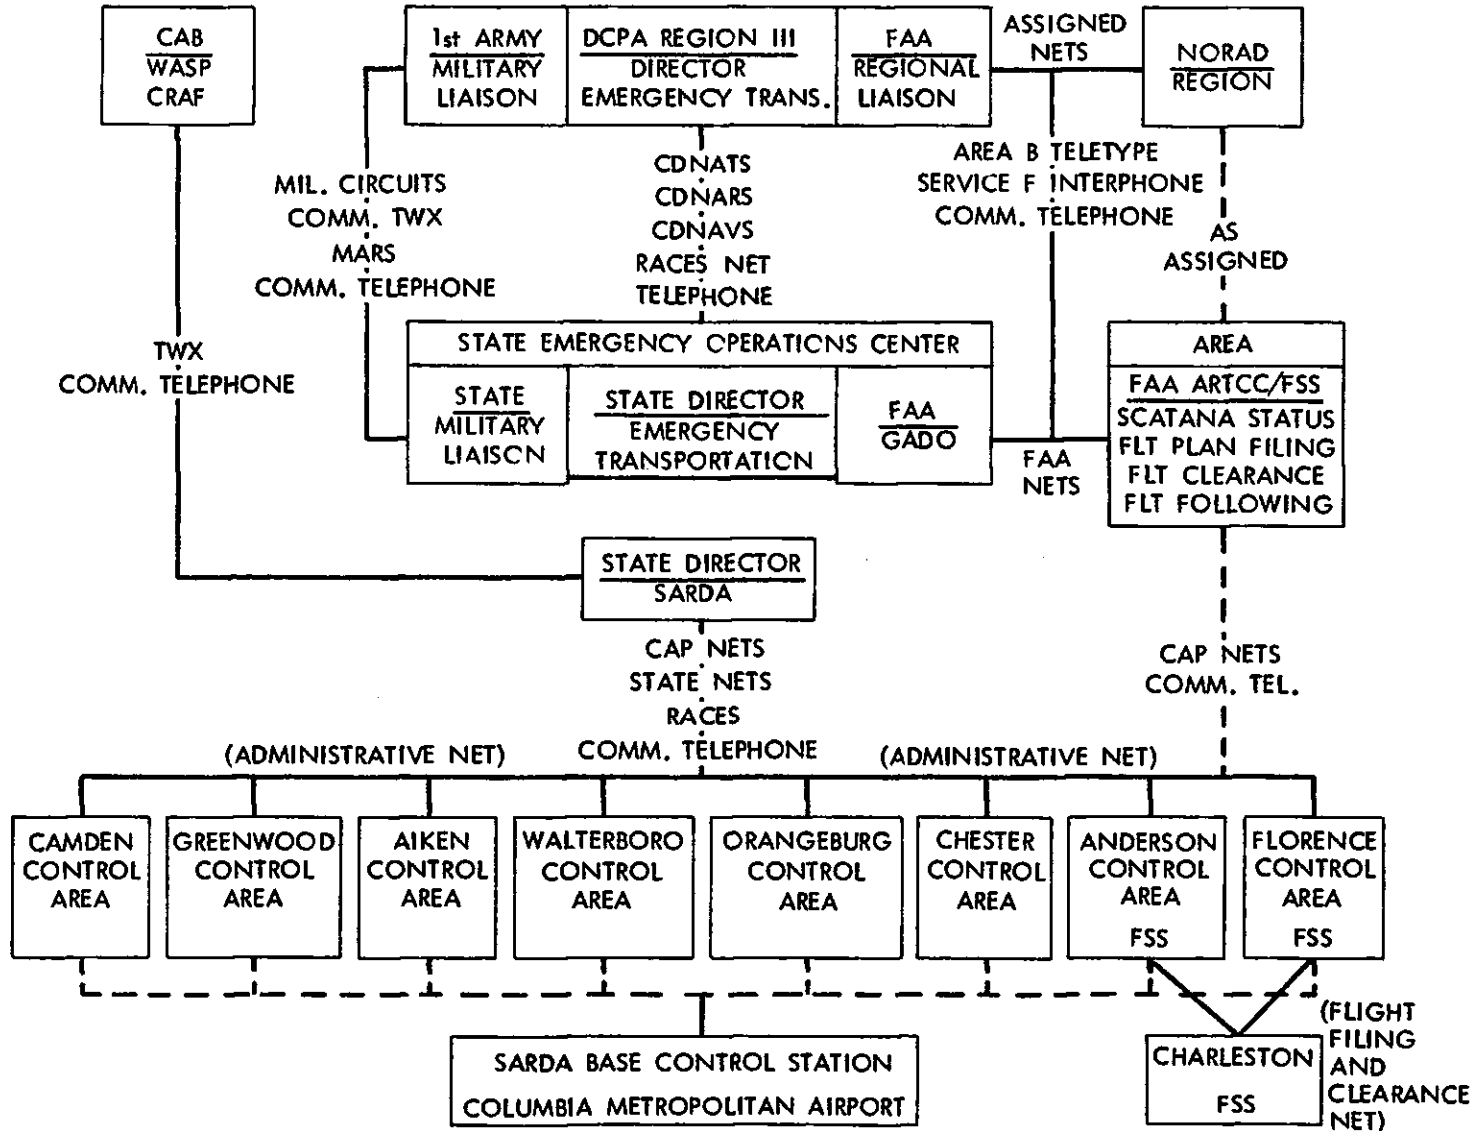 CAB
WASP
CRAF
1st ARMY
MILITARY
LIAISON
DCPA REGION III
DIRECTOR
EMERGENCY TRANS.
FAA
REGIONAL
LIAISON
ASSIGNED
NETS
NORAD
REGION
MIL. CIRCUITS
COMM. TWX
MARS
COMM. TELEPHONE
CDNATS
CDNARS
CDNAVS
RACES NET
TELEPHONE
AREA B TELETYPE
SERVICE F INTERPHONE
COMM. TELEPHONE
AS
ASSIGNED
TWX
COMM. TELEPHONE
STATE EMERGENCY OPERATIONS CENTER
STATE
MILITARY
LIAISON
STATE DIRECTOR
EMERGENCY
TRANSPORTATION
FAA
GADO
FAA
NETS
AREA
FAA ARTCC/FSS
SCATANA STATUS
FLT PLAN FILING
FLT CLEARANCE
FLT FOLLOWING
STATE DIRECTOR
SARDA
CAP NETS
STATE NETS
RACES
COMM. TELEPHONE
CAP NETS
COMM. TEL.
(ADMINISTRATIVE NET)
(ADMINISTRATIVE NET)
CAMDEN
CONTROL
AREA
GREENWOOD
CONTROL
AREA
AIKEN
CONTROL
AREA
WALTERBORO
CONTROL
AREA
ORANGEBURG
CONTROL
AREA
CHESTER
CONTROL
AREA
ANDERSON
CONTROL
AREA
FSS
FLORENCE
CONTROL
AREA
FSS
SARDA BASE CONTROL STATION
COLUMBIA METROPOLITAN AIRPORT
CHARLESTON
FSS
(FLIGHT
FILING
AND
CLEARANCE
NET)